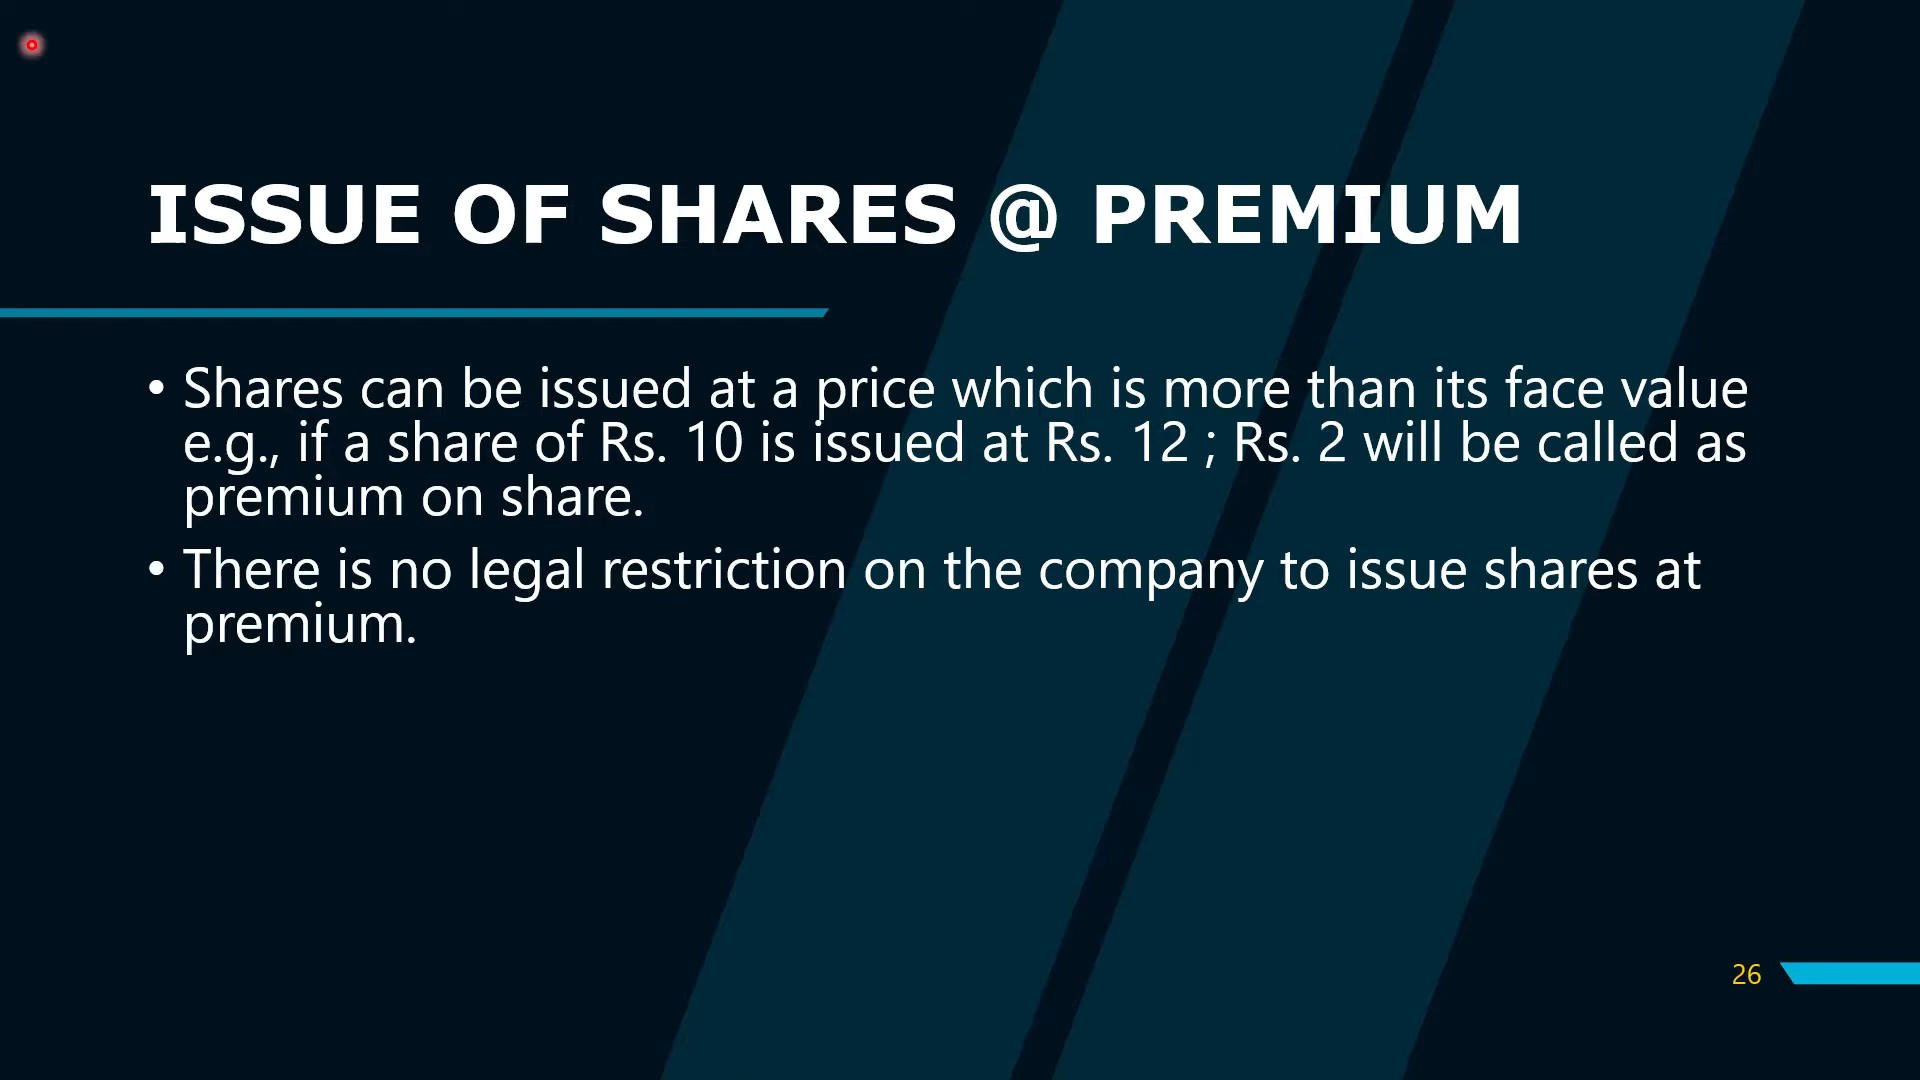 ISSUE OF SHARES @ PREMIUM
• Shares can be issued at a price which is more than its face value
e.g., if a share of Rs. 10 is issued at Rs. 12 ; Rs. 2 will be called as
premium on share.
• There is no legal restriction on the company to issue shares at
premium.
26